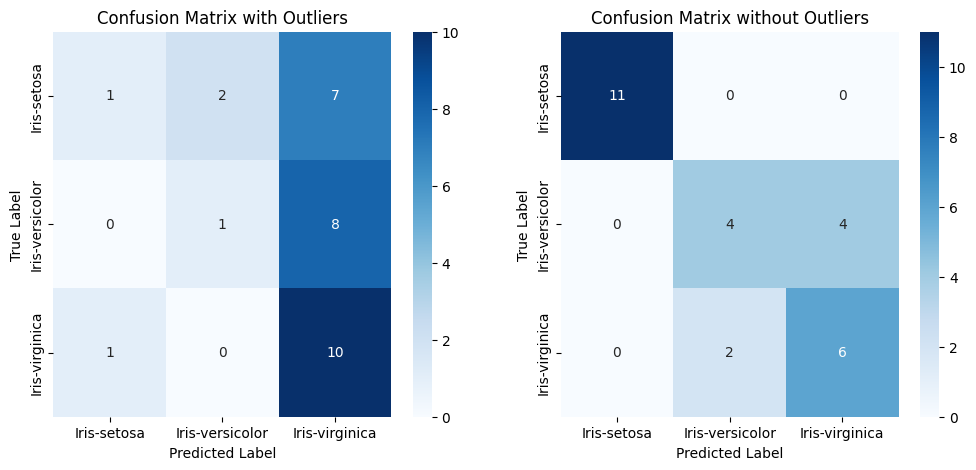 Confusion Matrix with Outliers
True Label
Iris-setosa
Iris-versicolor
Iris-virginica
1 2 7
0 1 8
1 0 10
Iris-setosa Iris-versicolor Iris-virginica
Predicted Label
10
8
6
4
2
0
Confusion Matrix without Outliers
True Label
Iris-setosa
Iris-versicolor
Iris-virginica
11 0 0
0 4 4
0 2 6
Iris-setosa Iris-versicolor Iris-virginica
Predicted Label
10
8
6
4
2
0